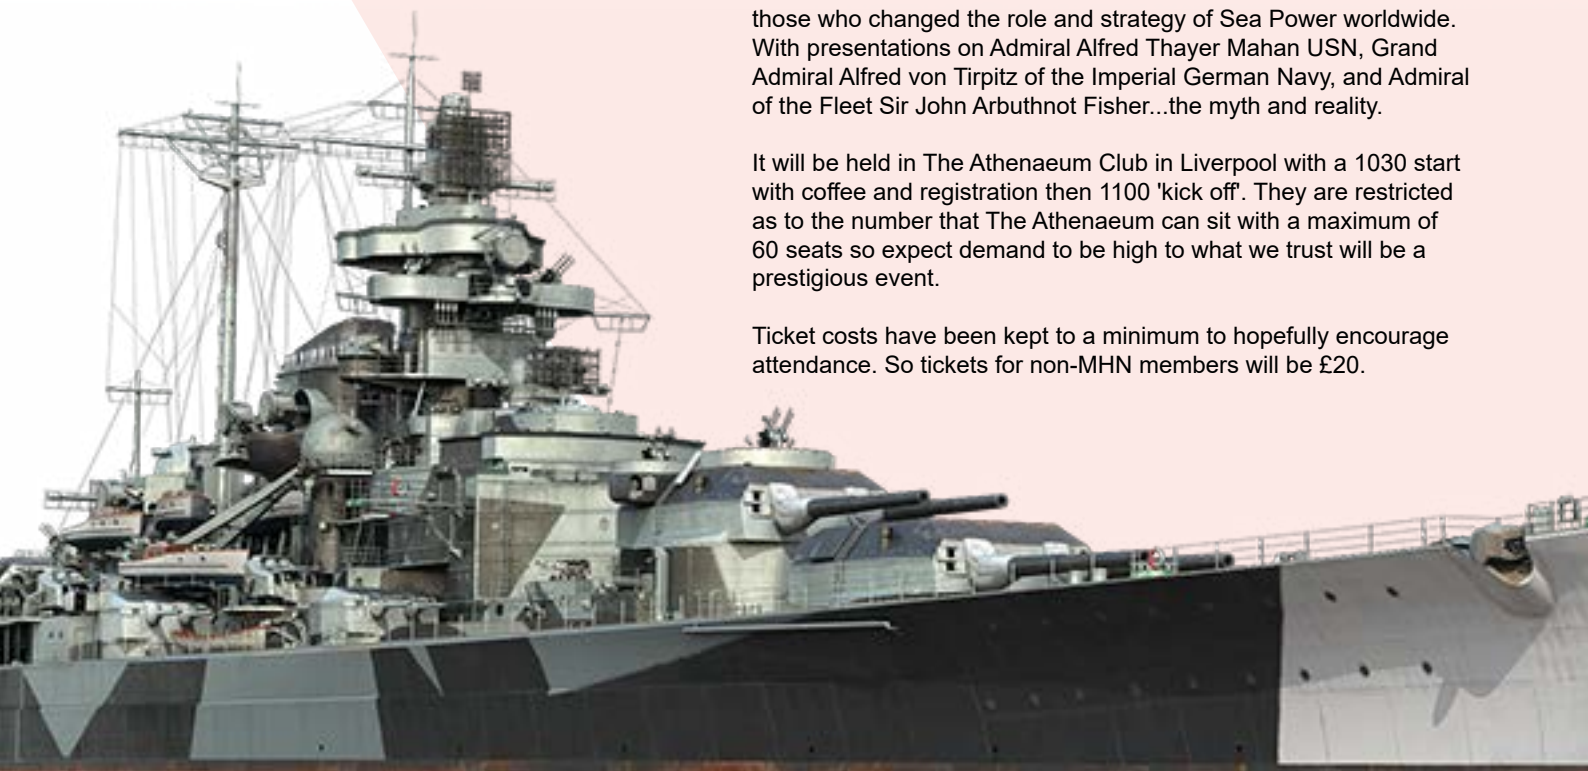 those who changed the role and strategy of Sea Power worldwide.
With presentations on Admiral Alfred Thayer Mahan USN, Grand
Admiral Alfred von Tirpitz of the Imperial German Navy, and Admiral
of the Fleet Sir John Arbuthnot Fisher...the myth and reality.
It will be held in The Athenaeum Club in Liverpool with a 1030 start
with coffee and registration then 1100 'kick off'. They are restricted
as to the number that The Athenaeum can sit with a maximum of
60 seats so expect demand to be high to what we trust will be a
prestigious event.
Ticket costs have been kept to a minimum to hopefully encourage
attendance. So tickets for non-MHN members will be £20.